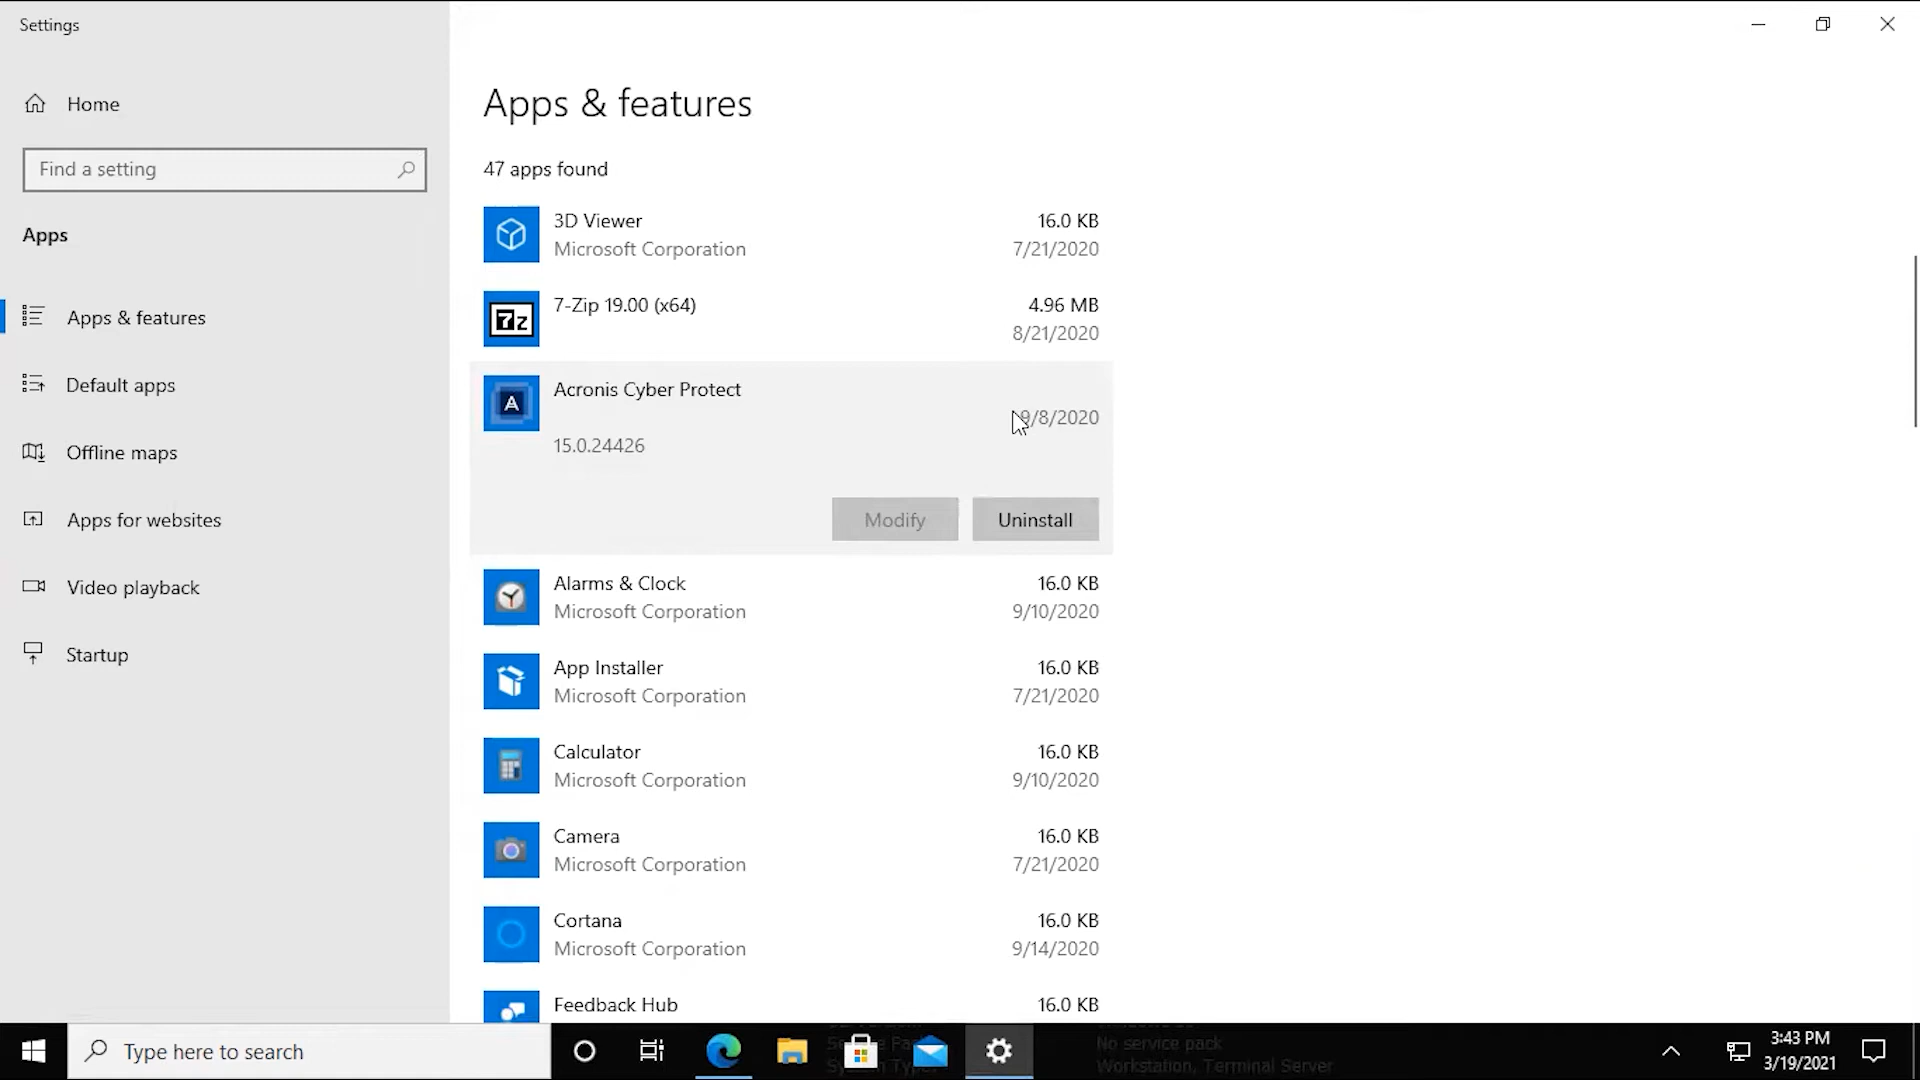 Settings
Home
Find a setting
Apps
Apps & features
Default apps
Offline maps
Apps for websites
Video playback
Startup
Apps & features
47 apps found
3D Viewer 16.0 KB
Microsoft Corporation 7/21/2020
7z
7-Zip 19.00 (x64) 4.96 MB
8/21/2020
A
Acronis Cyber Protect
9/8/2020
15.0.24426
Modify Uninstall
Alarms & Clock 16.0 KB
Microsoft Corporation 9/10/2020
App Installer 16.0 KB
Microsoft Corporation 7/21/2020
Calculator 16.0 KB
Microsoft Corporation 9/10/2020
Camera 16.0 KB
Microsoft Corporation 7/21/2020
Cortana 16.0 KB
Microsoft Corporation 9/14/2020
Feedback Hub 16.0 KB
Type here to search
No service pack
Workstation, Terminal Server
3:43 PM
3/19/2021